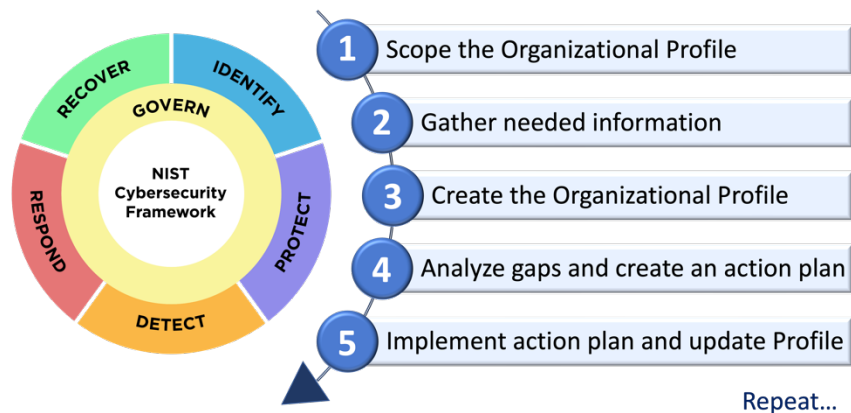 RECOVER
IDENTIFY
GOVERN
NIST
Cybersecurity
Framework
RESPOND
PROTECT
DETECT
1 Scope the Organizational Profile
2 Gather needed information
3 Create the Organizational Profile
4 Analyze gaps and create an action plan
5 Implement action plan and update Profile
Repeat...